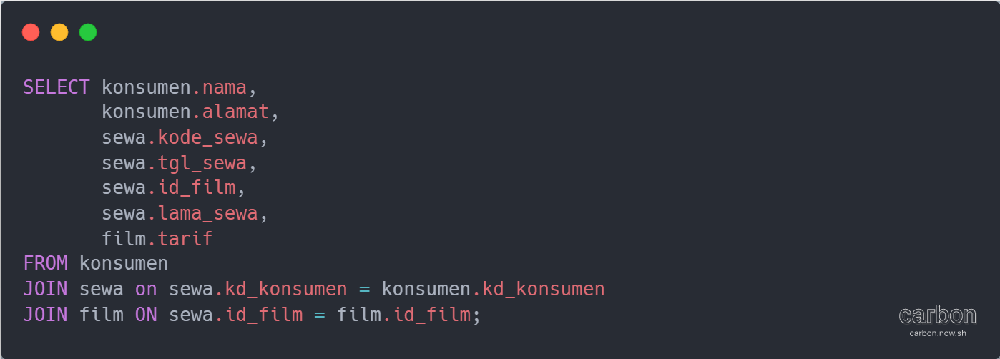 SELECT konsumen.nama,
       konsumen.alamat,
       sewa.kode_sewa,
       sewa.tgl_sewa,
       sewa.id_film,
       sewa.lama_sewa,
       film.tarif
FROM konsumen
JOIN sewa on sewa.kd_konsumen = konsumen.kd_konsumen
JOIN film ON sewa.id_film = film.id_film;
carbon
carbon.now.sh